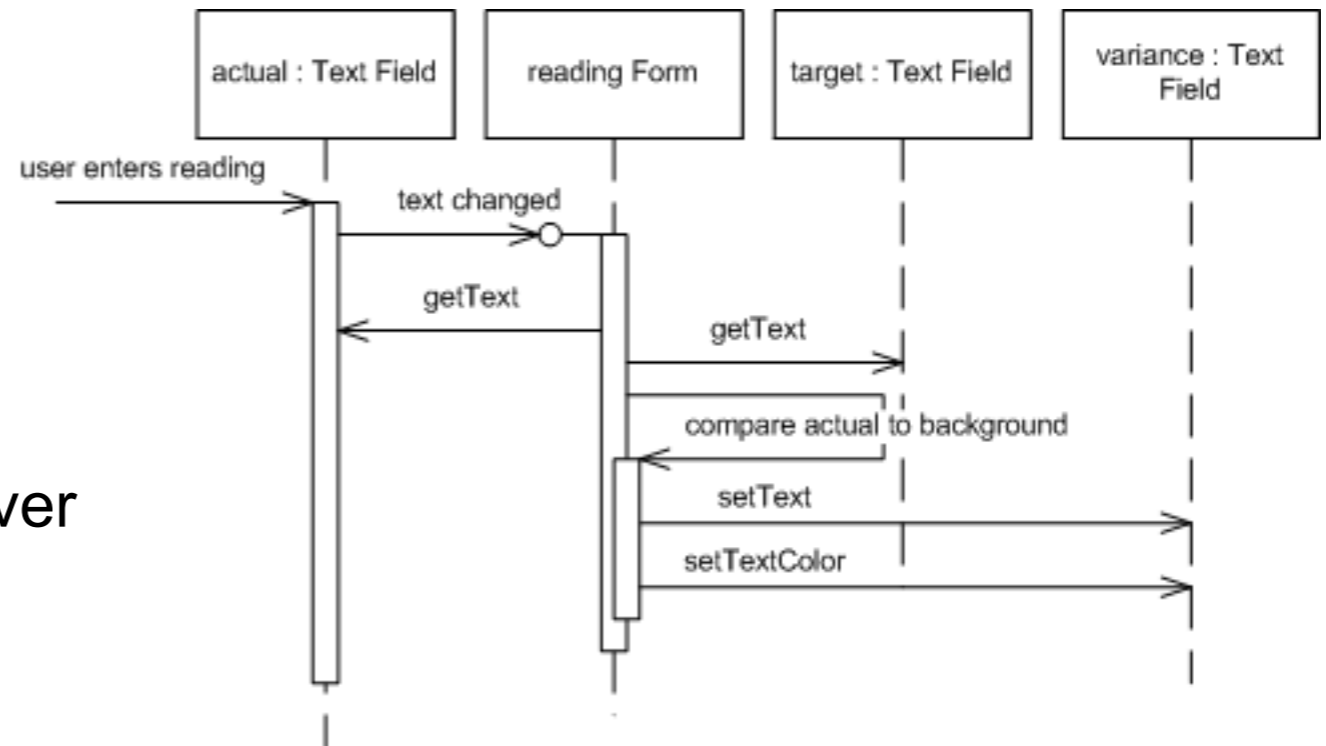 actual : Text Field
reading Form
target : Text Field
variance : Text
Field
user enters reading
text changed
getText
getText
compare actual to background
setText
setTextColor
ver